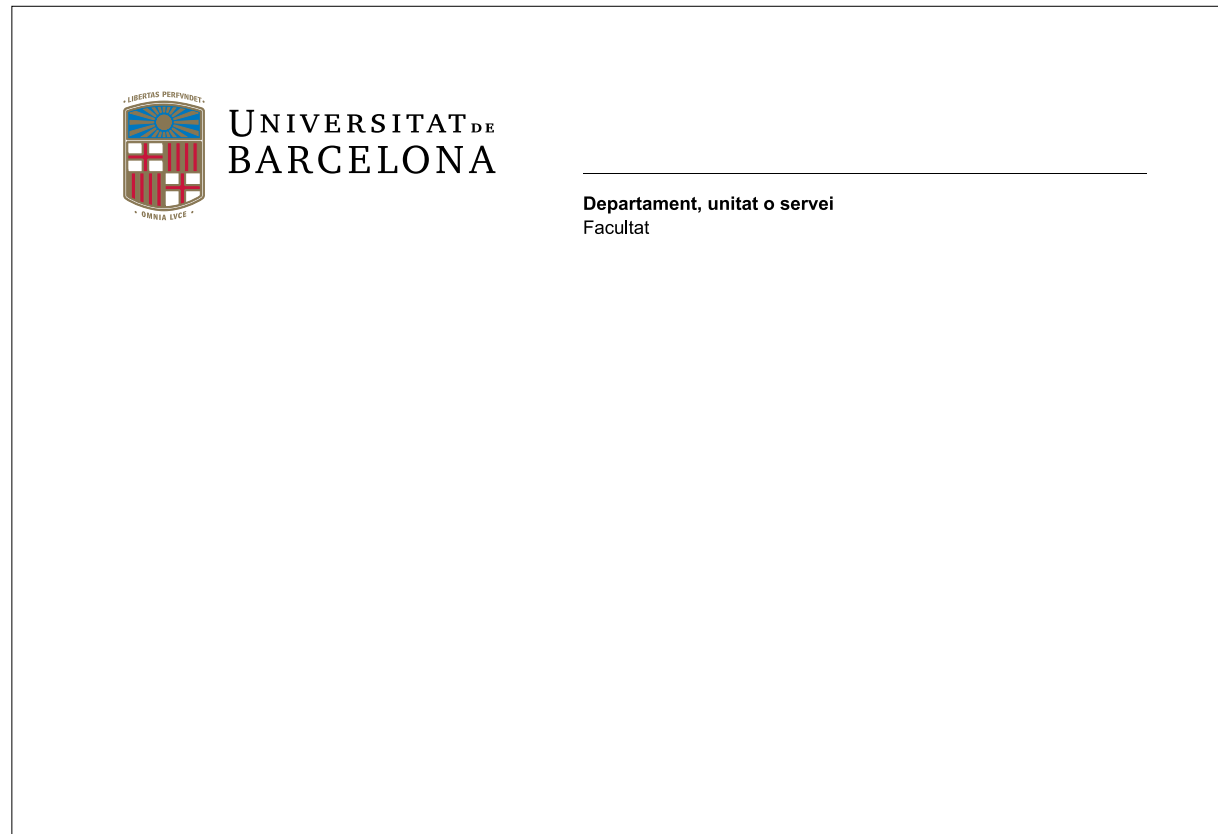 · LIBERTAS PERFVNDET ·
UNIVERSITAT DE
BARCELONA
· OMNIA LVCE ·
Departament, unitat o servei
Facultat